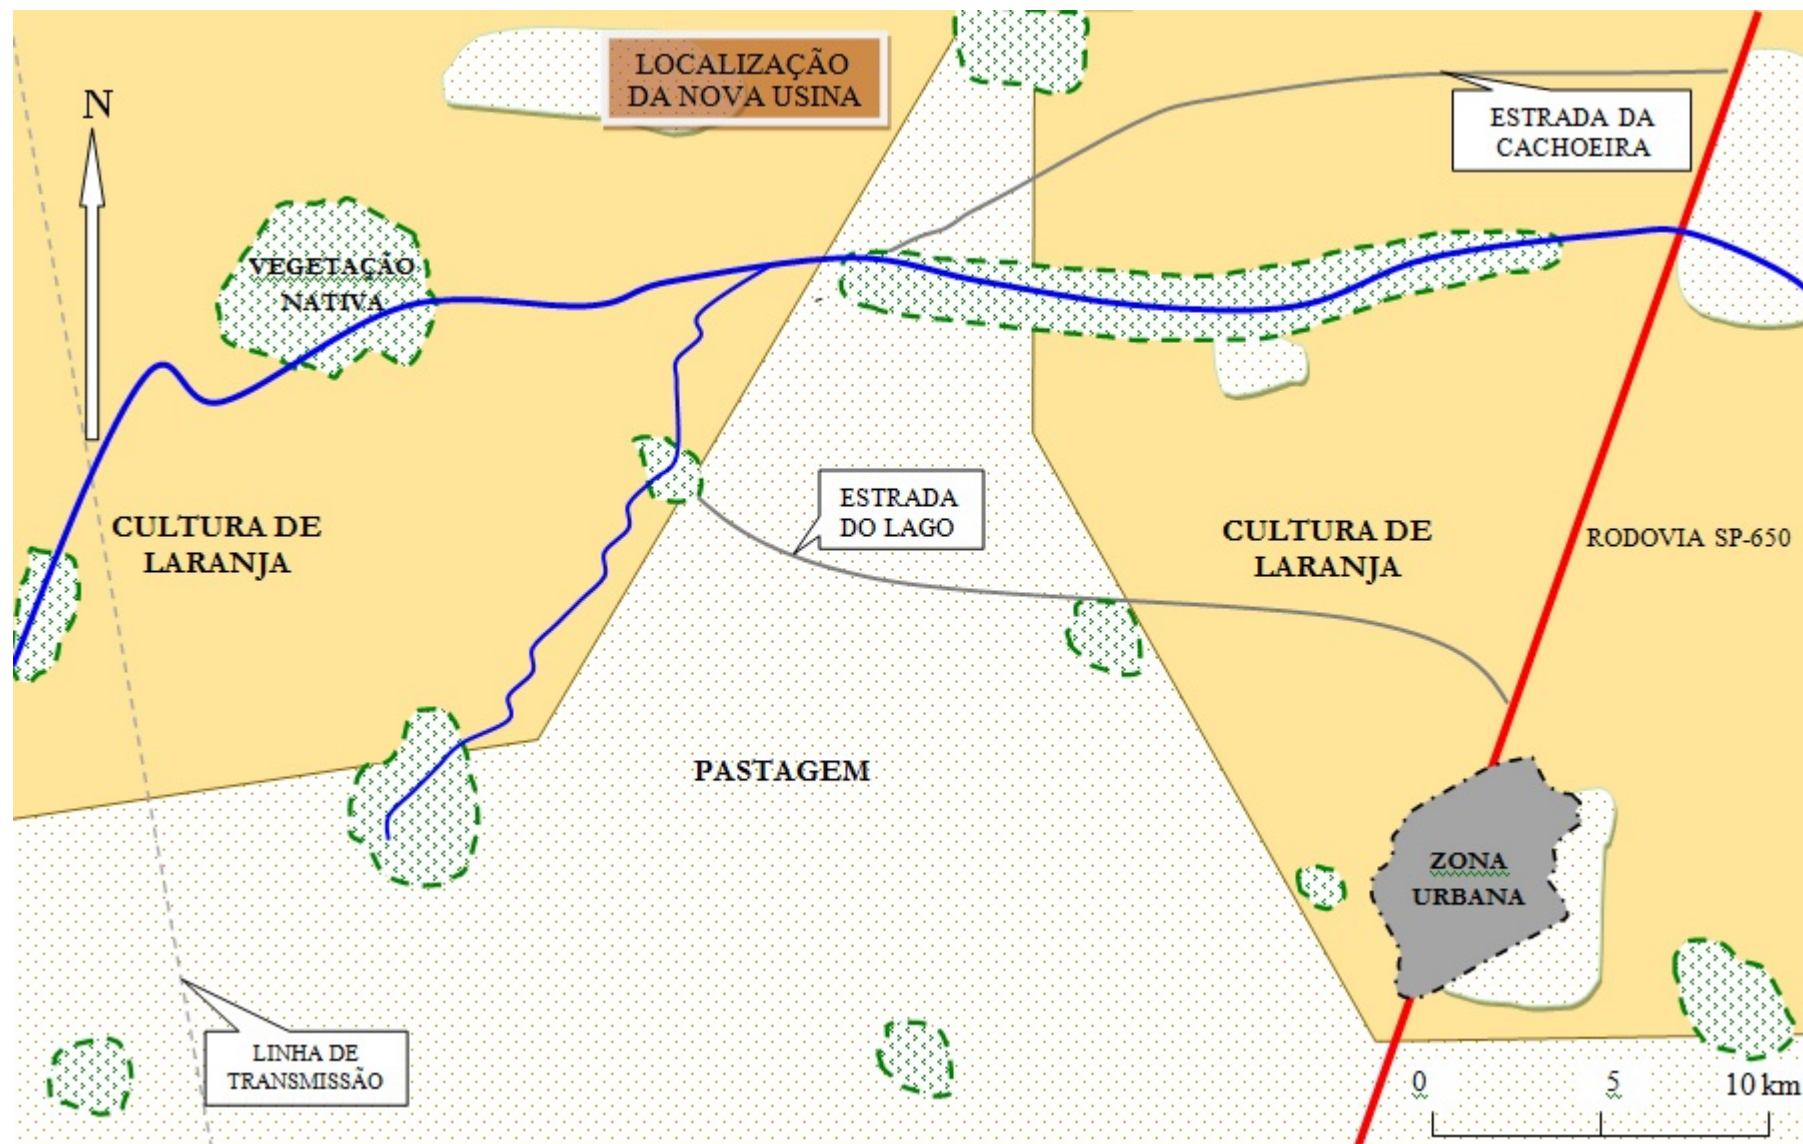 LOCALIZAÇÃO
DA NOVA USINA
N
ESTRADA DA
CACHOEIRA
VEGETAÇÃO
NATIVA
ESTRADA
DO LAGO
CULTURA DE
LARANJA
CULTURA DE
LARANJA
RODOVIA SP-650
PASTAGEM
ZONA
URBANA
LINHA DE
TRANSMISSÃO
0 5 10 km